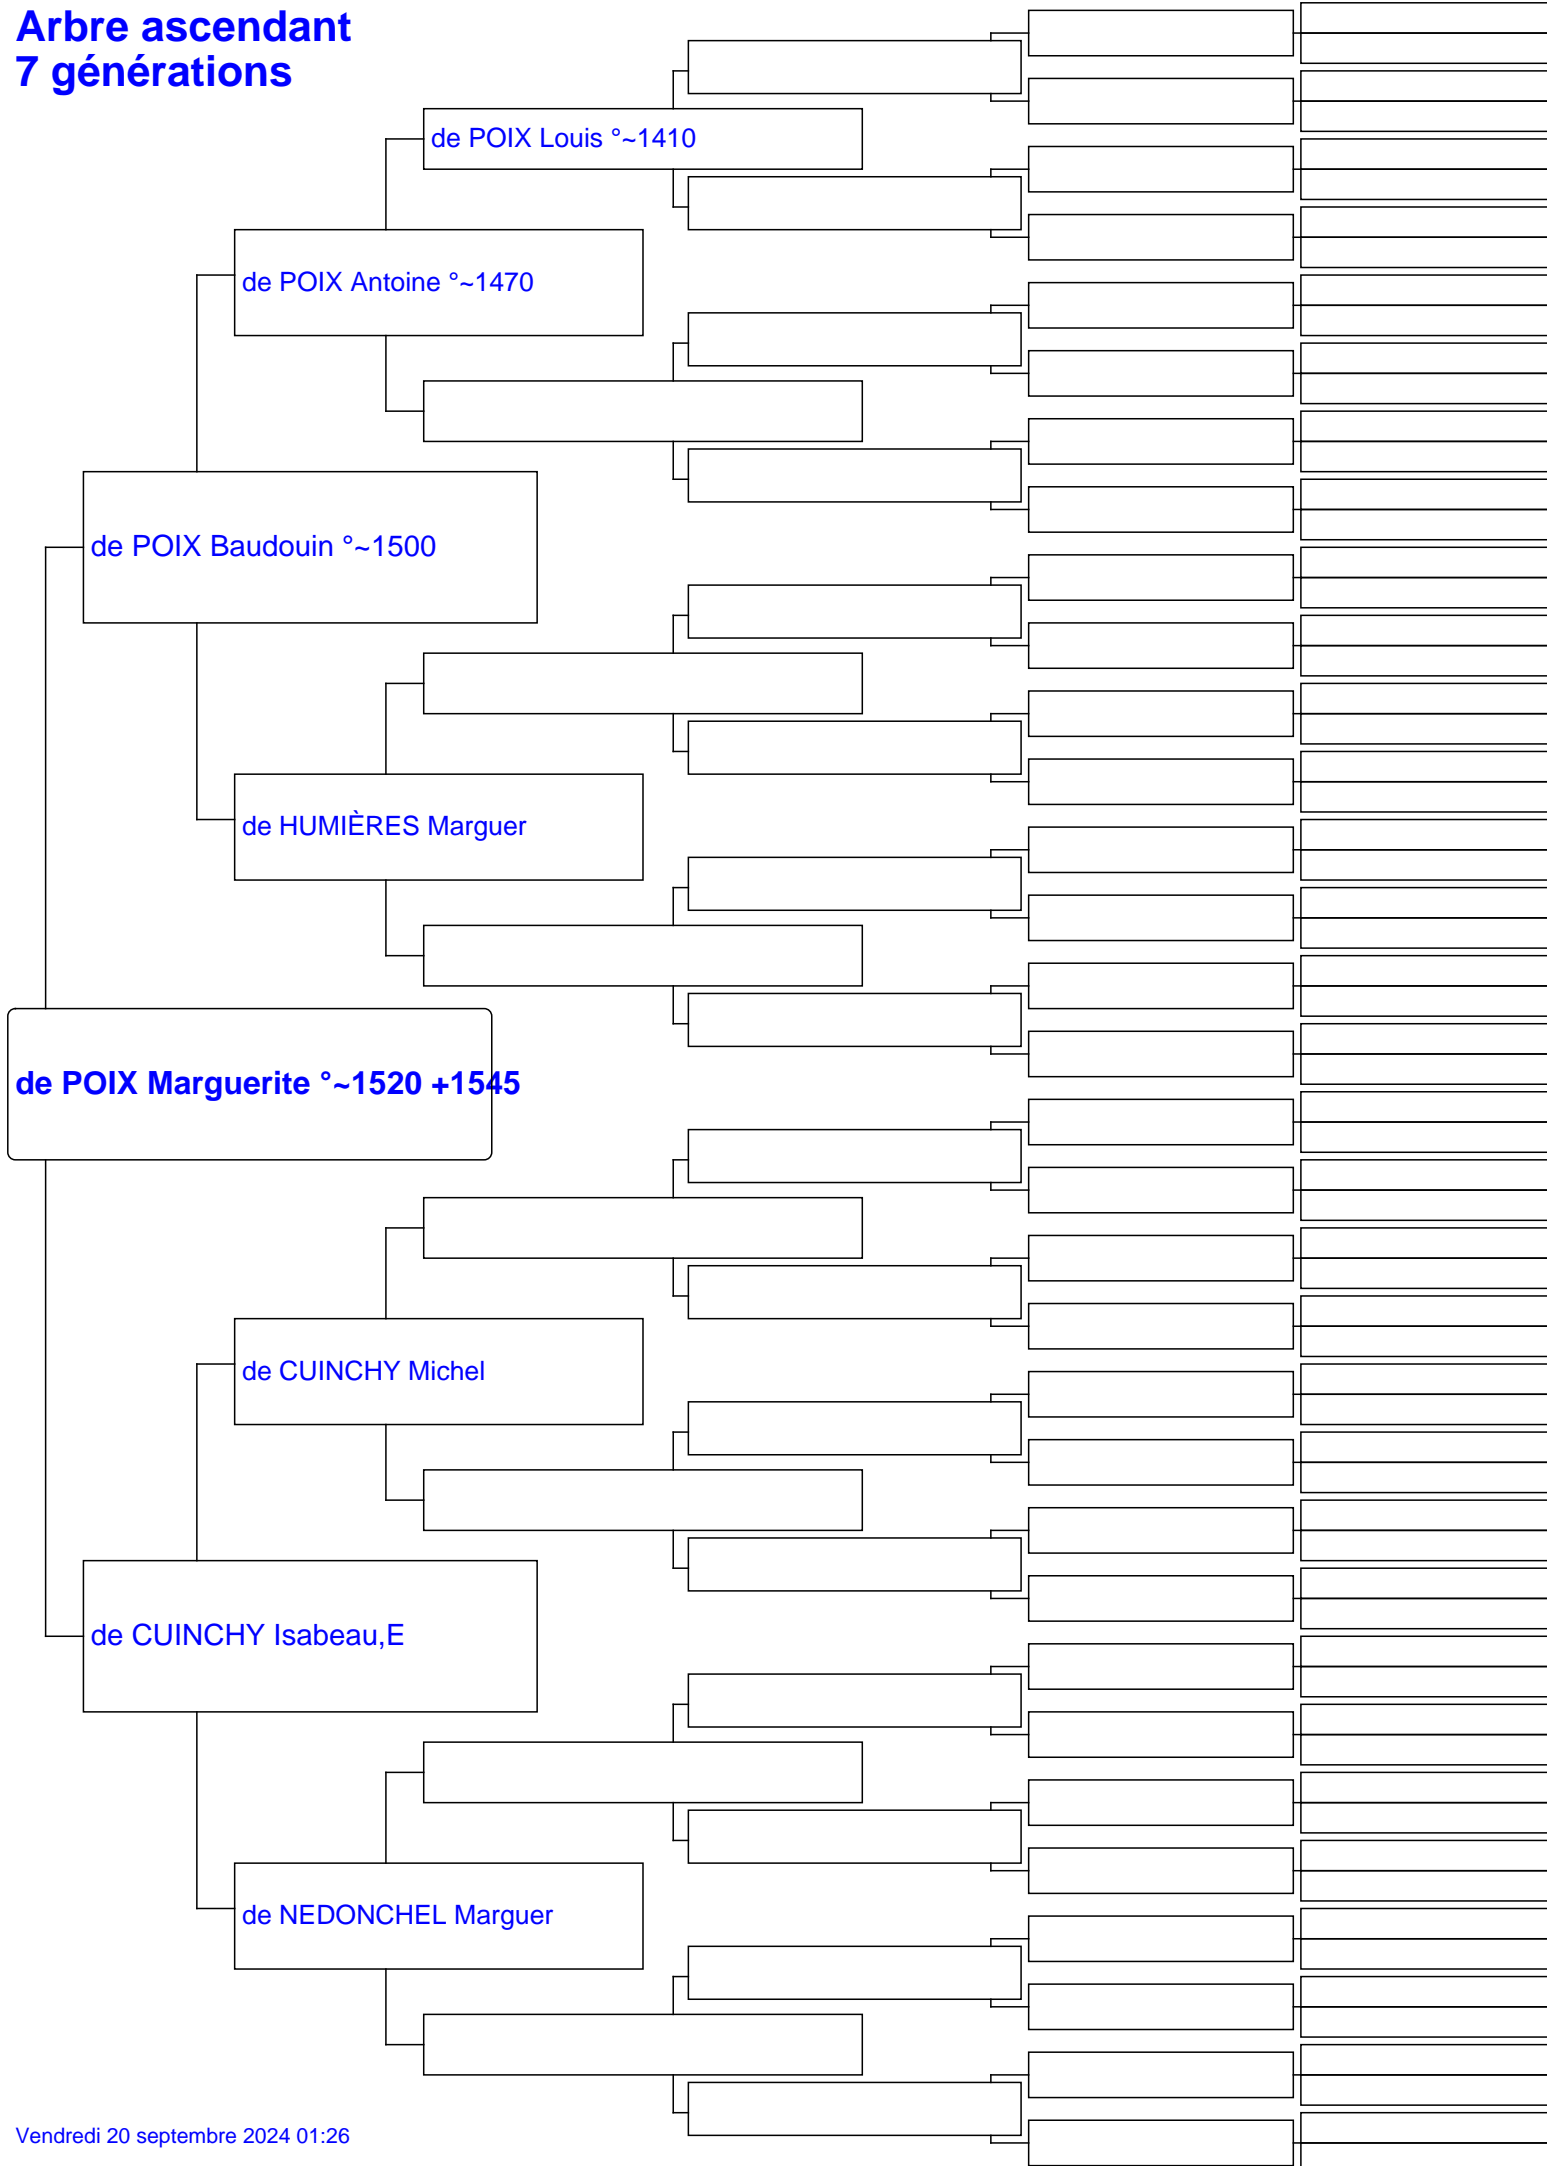 Arbre ascendant
7 générations
de POIX Louis °~1410
de POIX Antoine °~1470
de POIX Baudouin °~1500
de HUMIÈRES Marguer
de POIX Marguerite °~1520 +1545
de CUINCHY Michel
de CUINCHY Isabeau,E
de NEDONCHEL Marguer
Vendredi 20 septembre 2024 01:26